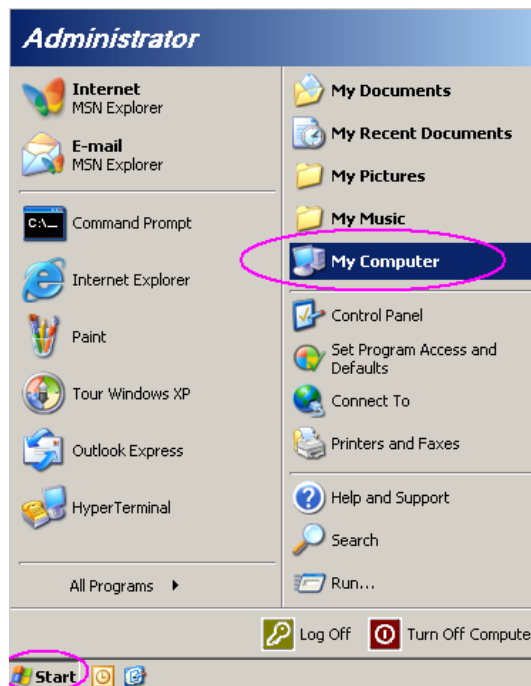 Administrator
Internet
MSN Explorer
E-mail
MSN Explorer
Command Prompt
C:\_
Internet Explorer
Paint
Tour Windows XP
Outlook Express
HyperTerminal
All Programs
My Documents
My Recent Documents
My Pictures
My Music
My Computer
Control Panel
Set Program Access and
Defaults
Connect To
Printers and Faxes
Help and Support
Search
Run...
Log Off
Turn Off Compute
Start